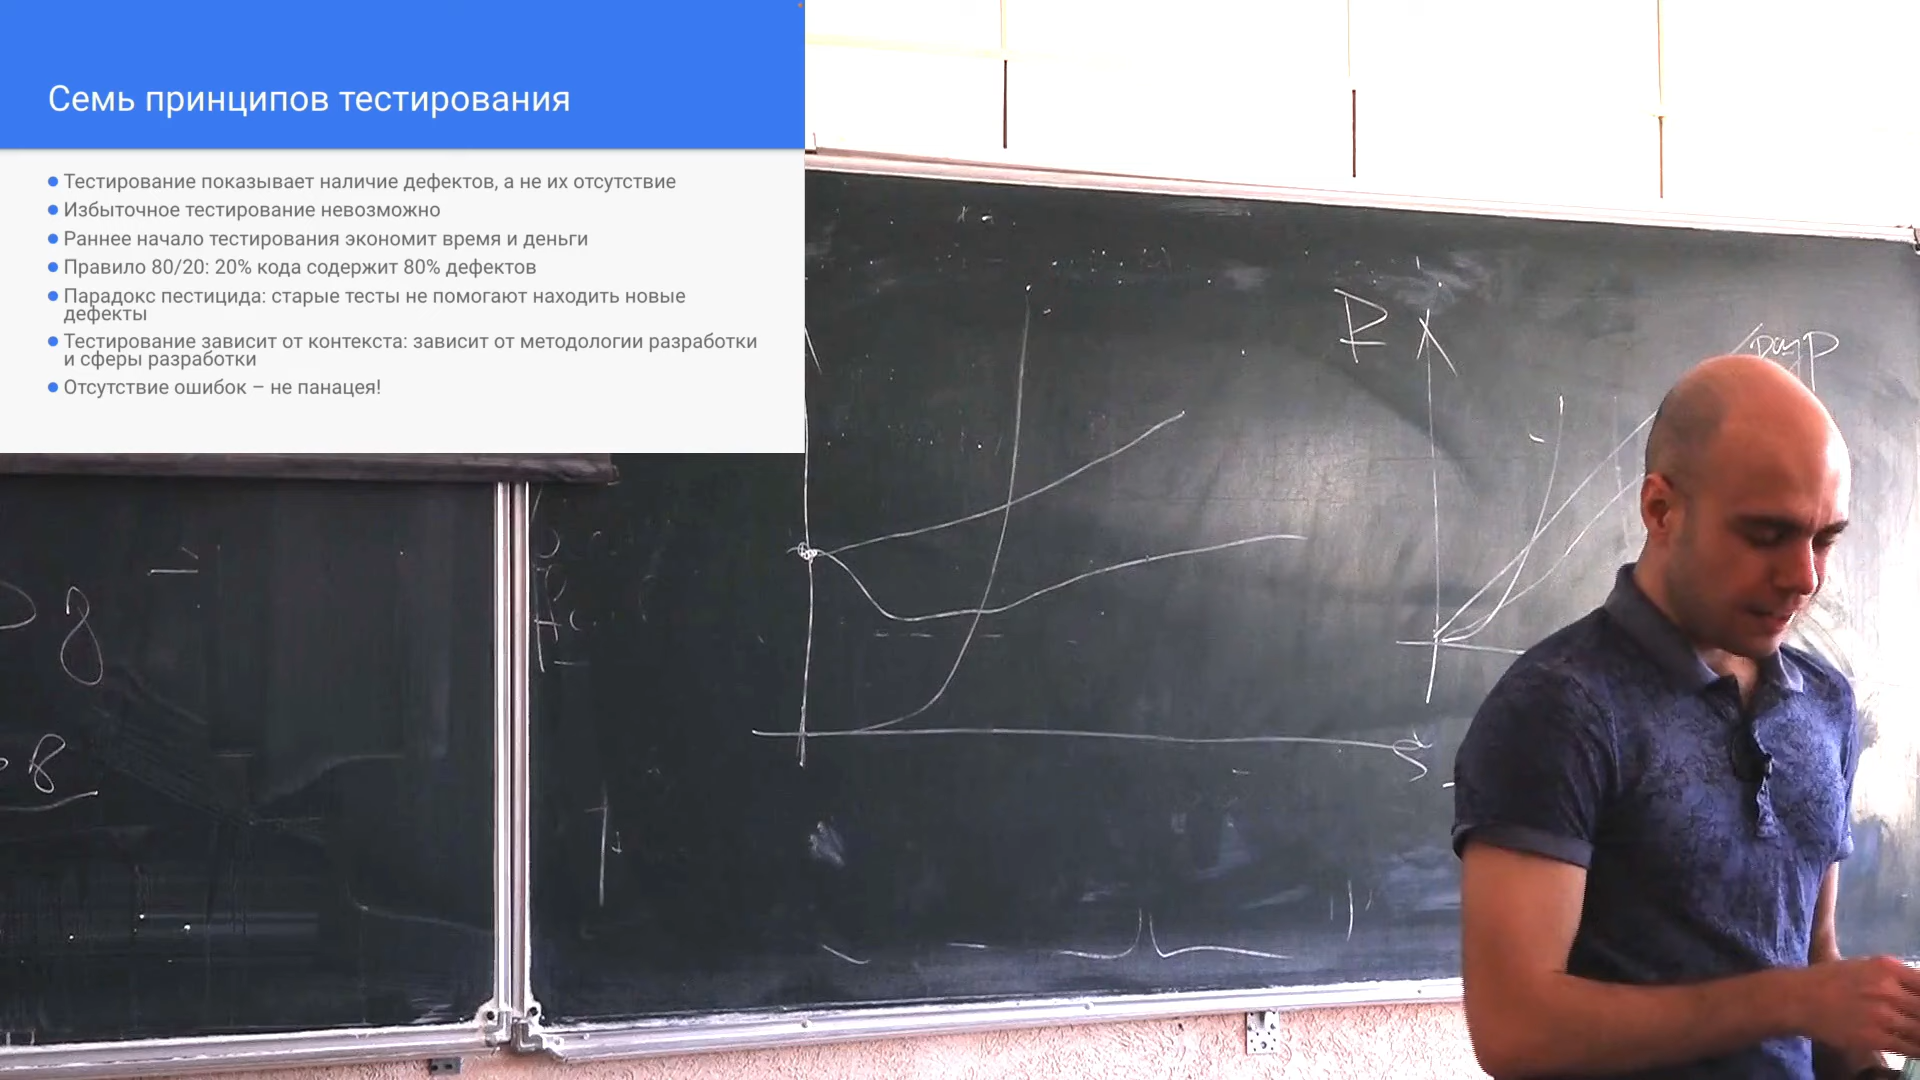 Семь принципов тестирования
Тестирование показывает наличие дефектов, а не их отсутствие
Избыточное тестирование невозможно
Раннее начало тестирования экономит время и деньги
Правило 80/20: 20% кода содержит 80% дефектов
Парадокс пестицида: старые тесты не помогают находить новые
дефекты
Тестирование зависит от контекста: зависит от методологии разработки
и сферы разработки
Отсутствие ошибок – не панацея!